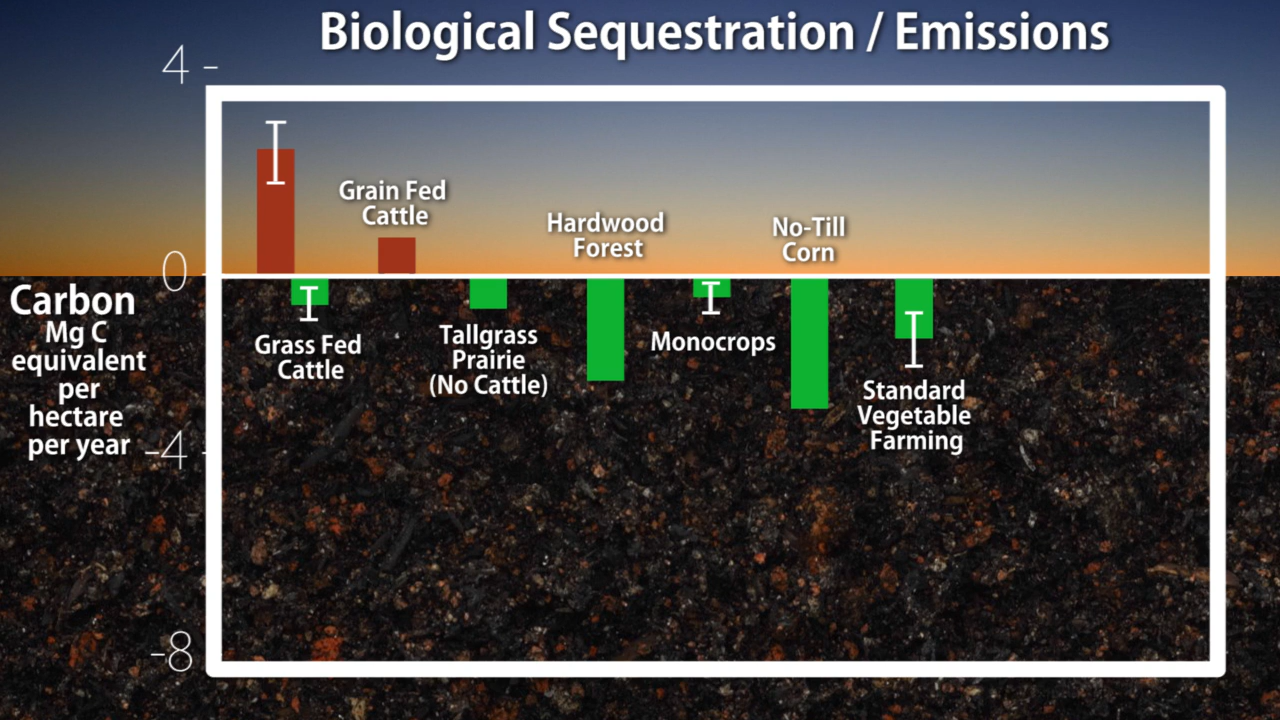 Biological Sequestration / Emissions
4
Grain Fed
Cattle
Hardwood
Forest
No-Till
Corn
0
Carbon
Mg C
equivalent
per
hectare
per year
Grass Fed
Cattle
Tallgrass
Prairie
(No Cattle)
Monocrops
Standard
Vegetable
Farming
-4
-8